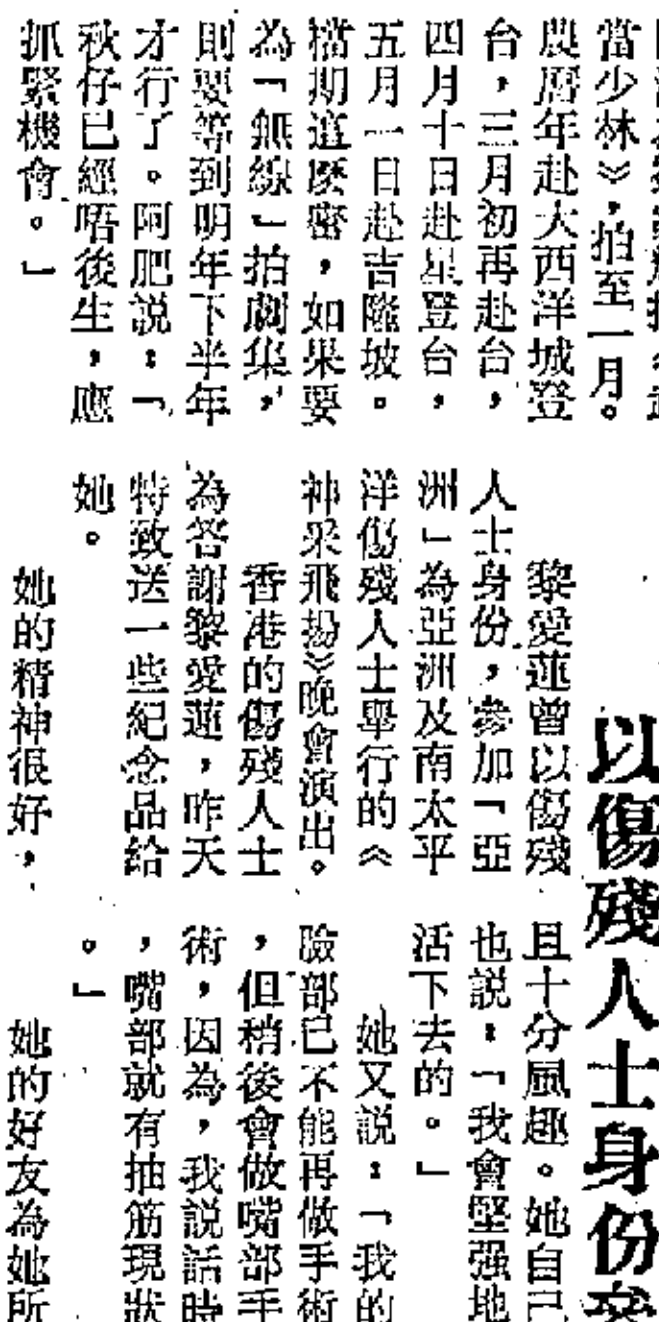 當少林》，拍至一月。
農曆年赴大西洋城登
台，三月初再赴台，
四月十日赴星登台，
五月一日赴吉隆坡。
檔期這麽密，如果要
為「無線」拍劇集，
則要等到明年下半年
才行了。阿肥説：「
秋仔已經唔後生，應
抓緊機會。」
以傷殘人士身份
黎愛蓮曾以傷殘
人士身份，參加「亞
洲」為亞洲及南太平
洋傷殘人士舉行的《
神采飛揚》晚會演出。
香港的傷殘人士
為答謝黎愛蓮，昨天
特致送一些紀念品給
她。
她的精神很好，
且十分風趣。她自己
也説：「我會堅强地
活下去的。」
她又説：「我的
臉部已不能再做手術
，但稍後會做嘴部手
術，因為，我説話時
，嘴部就有抽筋現狀
。」
她的好友為她所